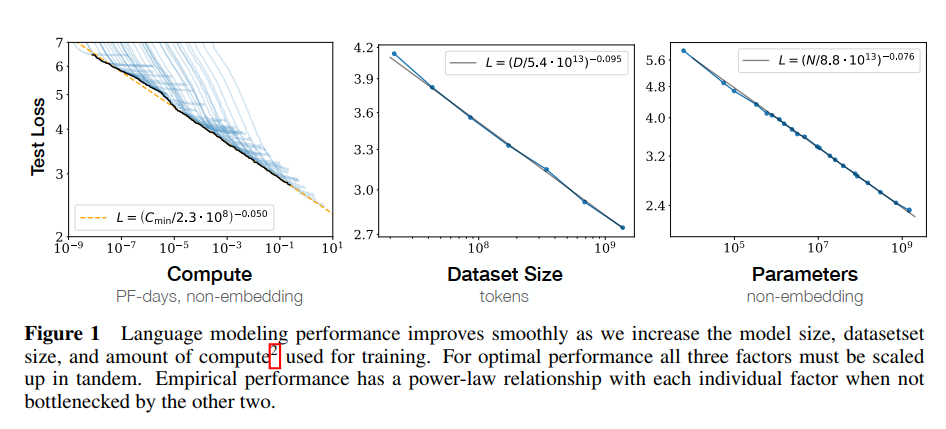 Test Loss
7
6
5
4
3
2
L = (C_min/2.3 · 10^8)^−0.050
10^−9 10^−7 10^−5 10^−3 10^−1 10^1
Compute
PF-days, non-embedding
4.2
3.9
3.6
3.3
3.0
2.7
L = (D/5.4 · 10^13)^−0.095
10^8 10^9
Dataset Size
tokens
5.6
4.8
4.0
3.2
2.4
L = (N/8.8 · 10^13)^−0.076
10^5 10^7 10^9
Parameters
non-embedding
Figure 1 Language modeling performance improves smoothly as we increase the model size, datasetset
size, and amount of compute^2 used for training. For optimal performance all three factors must be scaled
up in tandem. Empirical performance has a power-law relationship with each individual factor when not
bottlenecked by the other two.